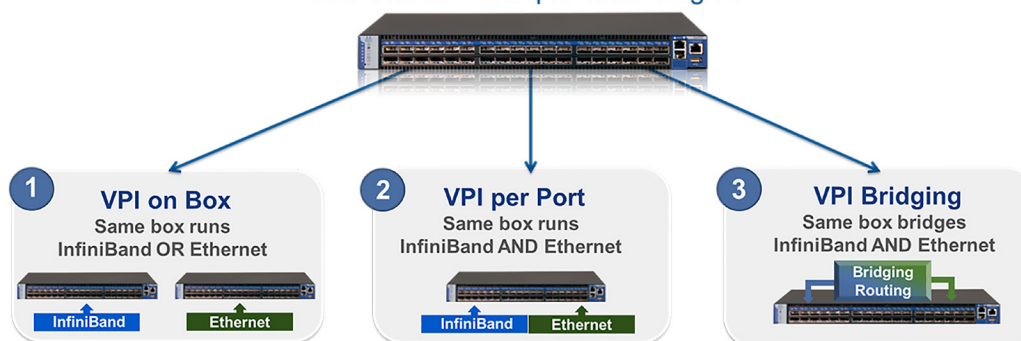 1
VPI on Box
Same box runs
InfiniBand OR Ethernet
InfiniBand
Ethernet
2
VPI per Port
Same box runs
InfiniBand AND Ethernet
InfiniBand
Ethernet
3
VPI Bridging
Same box bridges
InfiniBand AND Ethernet
Bridging
Routing